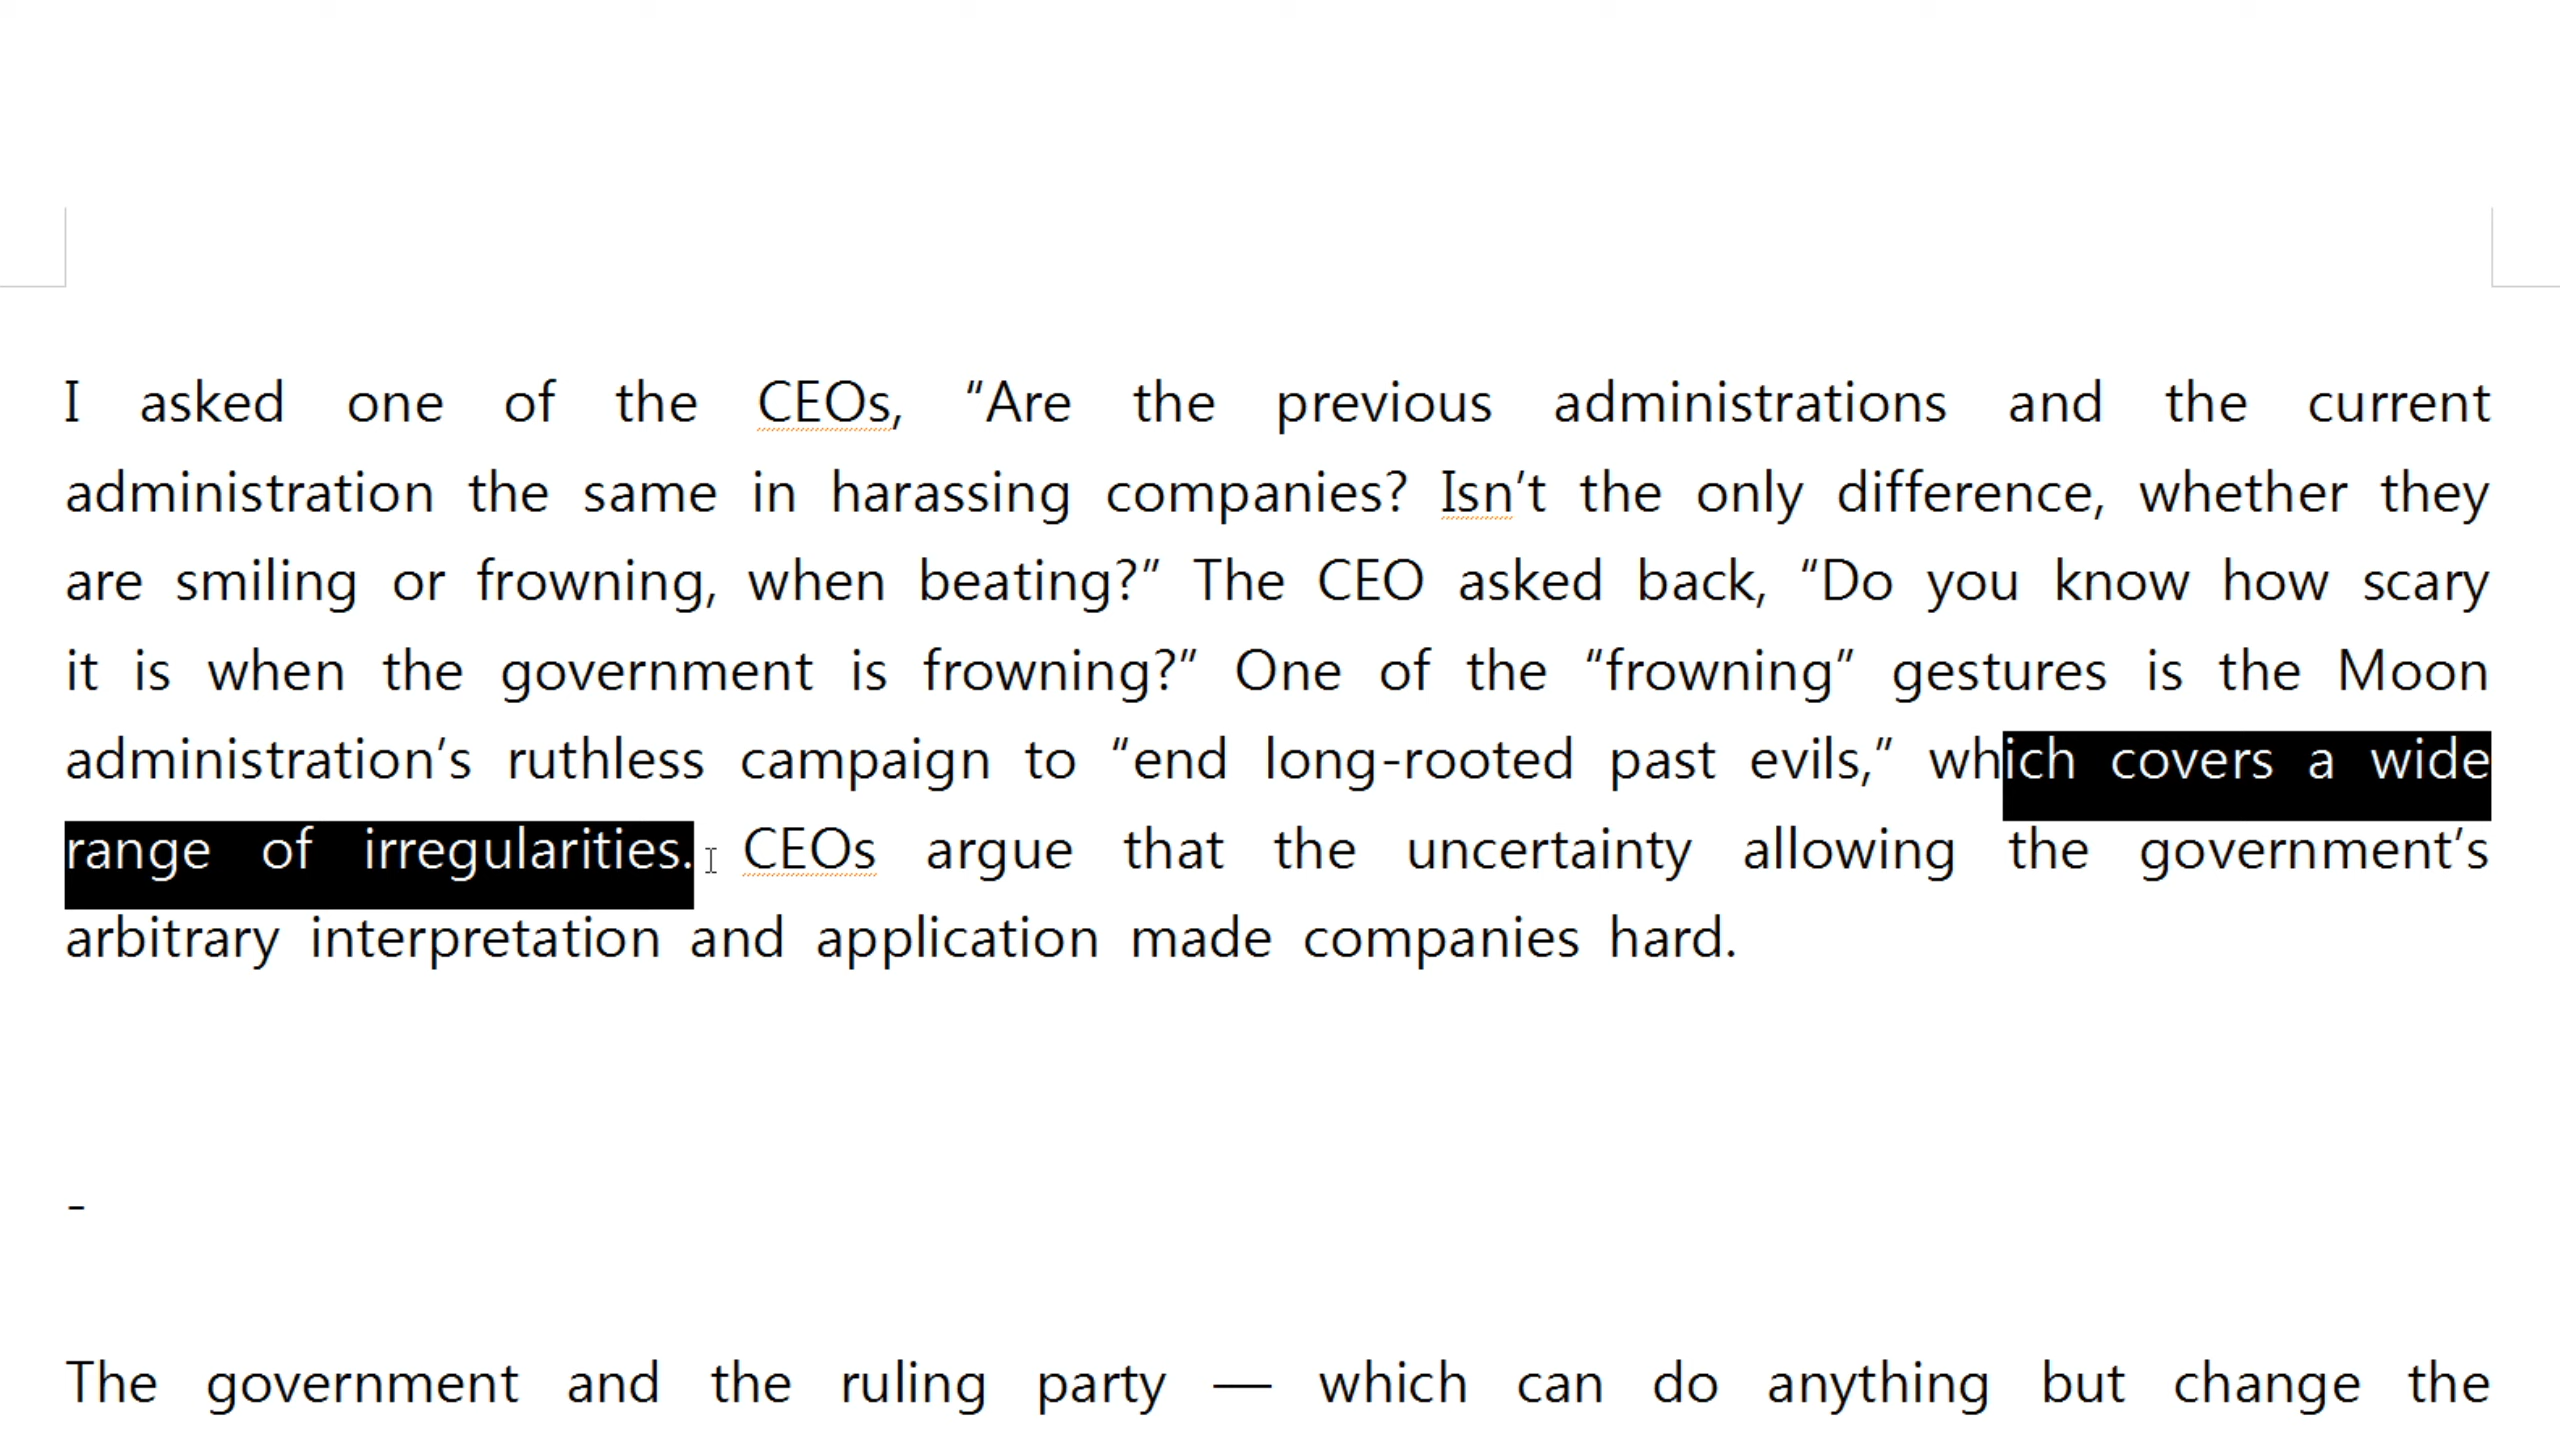 I asked one of the CEOs, “Are the previous administrations and the current
administration the same in harassing companies? Isn’t the only difference, whether they
are smiling or frowning, when beating?” The CEO asked back, “Do you know how scary
it is when the government is frowning?” One of the “frowning” gestures is the Moon
administration’s ruthless campaign to “end long-rooted past evils,” which covers a wide
range of irregularities. CEOs argue that the uncertainty allowing the government’s
arbitrary interpretation and application made companies hard.
-
The government and the ruling party — which can do anything but change the